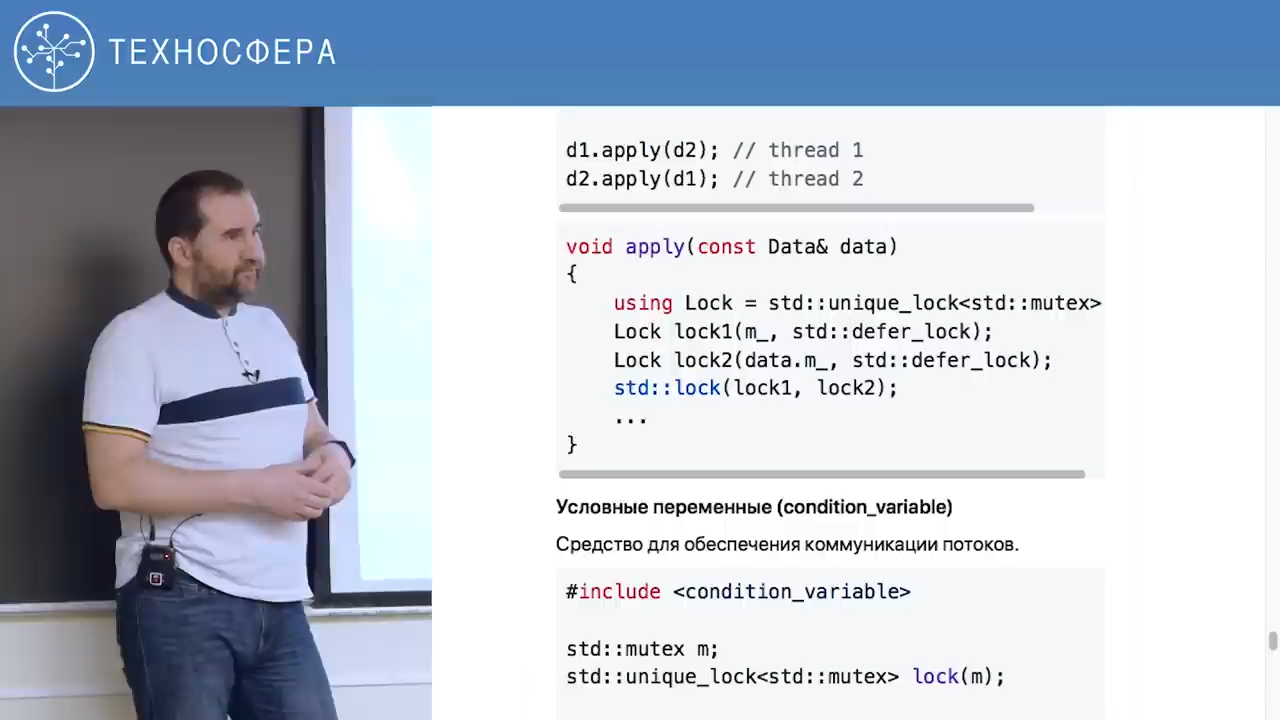 ТЕХНОСФЕРА
d1.apply(d2); // thread 1
d2.apply(d1); // thread 2
void apply(const Data& data)
{
    using Lock = std::unique_lock<std::mutex>
    Lock lock1(m_, std::defer_lock);
    Lock lock2(data.m_, std::defer_lock);
    std::lock(lock1, lock2);
    ...
}
Условные переменные (condition_variable)
Средство для обеспечения коммуникации потоков.
#include <condition_variable>
std::mutex m;
std::unique_lock<std::mutex> lock(m);